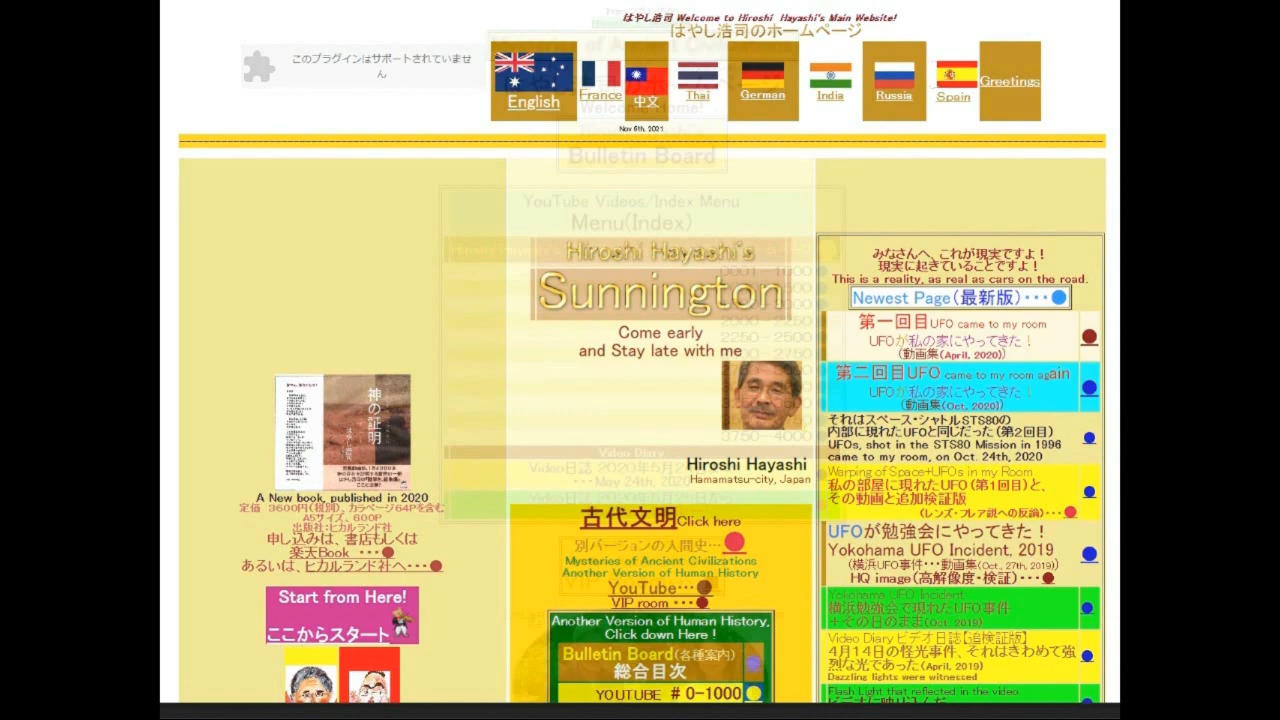 はやし浩司 Welcome to Hiroshi Hayashi's Main Website!
はやし浩司のホームページ
このプラグインはサポートされていません
English
France
中文
Thai
German
India
Russia
Spain
Greetings
Nov 6th, 2021
Welcome Home!
Bulletin Board
YouTube Videos/Index Menu
Menu(Index)
Hiroshi Hayashi's
Sunnington
Come early
and Stay late with me
2250-2500
3750-4000
Video Diary
Hiroshi Hayashi
Hamamatsu-city, Japan
神の証明
はやし浩司
A New book, published in 2020
定価 3600円(税別)、カラページ64Pを含む
A5サイズ、600P
出版社:ヒカルランド
申し込みは、書店もしくは
楽天Book ・・・●
あるいは、ヒカルランド社へ・・・●
Start from Here!
ここからスタート
古代文明Click here
別バージョンの人間史・・・●
Mysteries of Ancient Civilizations
Another Version of Human History
YouTube・・・●
VIP room ・・・●
Another Version of Human History,
Click down Here !
Bulletin Board(各種案内)
総合目次
YOUTUBE # 0-1000
みなさんへ、これが現実ですよ!
現実に起きていることですよ!
This is a reality, as real as cars on the road.
Newest Page(最新版)・・・●
第一回目UFO came to my room
UFOが私の家にやってきた!
(動画集(April, 2020))
第二回目UFO came to my room again
UFOが私の家にやってきた!
(動画集(Oct, 2020))
それはスペース・シャトルSTS80の
内部に現れたUFOと同じだった(第2回目)
UFOs, shot in the STS80 Mission in 1996
came to my room, on Oct. 24th, 2020
Warping of Space+UFOs in my Room
私の部屋に現れたUFO(第1回目)と、
その動画と追加検証版
(レンズ・フレア説への反論)・・・●
UFOが勉強会にやってきた!
Yokohama UFO Incident, 2019
(横浜UFO事件・・・動画集(Oct., 27th, 2019))
HQ image(高解像度・検証)・・・●
Yokohama UFO Incident
横浜勉強会で現れたUFO事件
+その日のまま(Oct. 2019)
Video Diary ビデオ日誌【追検証版】
4月14日の怪光事件、それはきわめて強
烈な光であった(April, 2019)
Dazzling lights were witnessed
Flash Light that reflected in the video